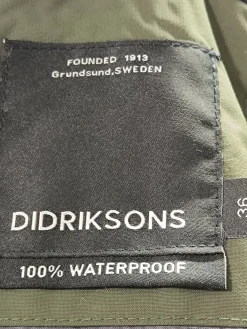 FOUNDED 1913
Grundsund,SWEDEN
DIDRIKSONS
100% WATERPROOF
36